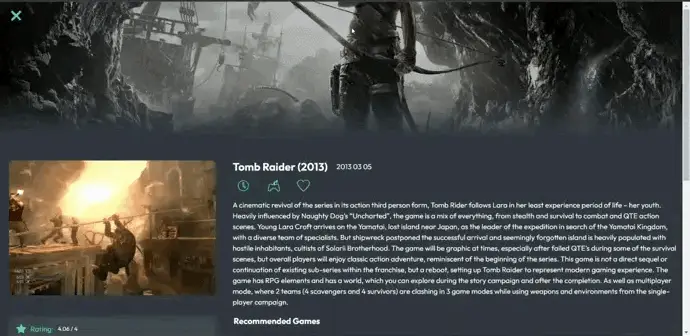 Tomb Raider (2013) 2013 03 05
A cinematic revival of the series in its action third person form, Tomb Rider follows Lara in her least experience period of life – her youth.
Heavily influenced by Naughty Dog's "Uncharted", the game is a mix of everything, from stealth and survival to combat and QTE action
scenes. Young Lara Croft arrives on the Yamatai, lost island near Japan, as the leader of the expedition in search of the Yamatai Kingdom,
with a diverse team of specialists. But shipwreck postponed the successful arrival and seemingly forgotten island is heavily populated with
hostile inhabitants, cultists of Solarii Brotherhood. The game will be graphic at times, especially after failed QTE's during some of the survival
scenes, but overall players will enjoy classic action adventure, reminiscent of the beginning of the series. This game is not a direct sequel or
continuation of existing sub-series within the franchise, but a reboot, setting up Tomb Raider to represent modern gaming experience. The
game has RPG elements and has a world, which you can explore during the story campaign and after the completion. As well as multiplayer
mode, where 2 teams (4 scavengers and 4 survivors) are clashing in 3 game modes while using weapons and environments from the single-
player campaign.
Rating: 4.06 / 4
Recommended Games